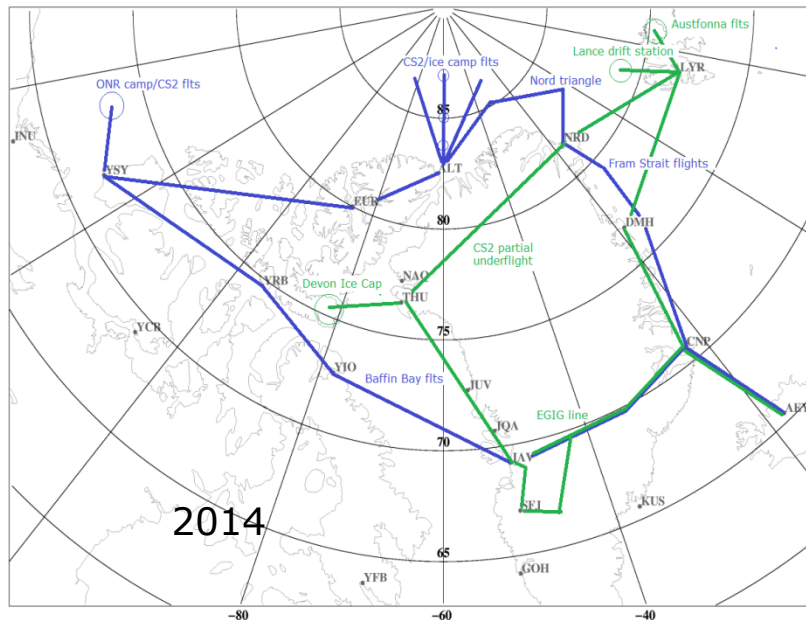 Austfonna flts
CS2/ice camp flts
Lance drift station
LYR
ONR camp/CS2 flts
Nord triangle
85
INU
NRD
YSY
ALT
Fram Strait flights
EUR
80
DMH
CS2 partial
underflight
NAQ
YRB
Devon Ice Cap
THU
YCB
75
CNP
YIO
Baffin Bay flts
JUV
AEY
EGIG line
JQA
70
JAV
2014
SFJ
KUS
65
GOH
YFB
-80
-60
-40